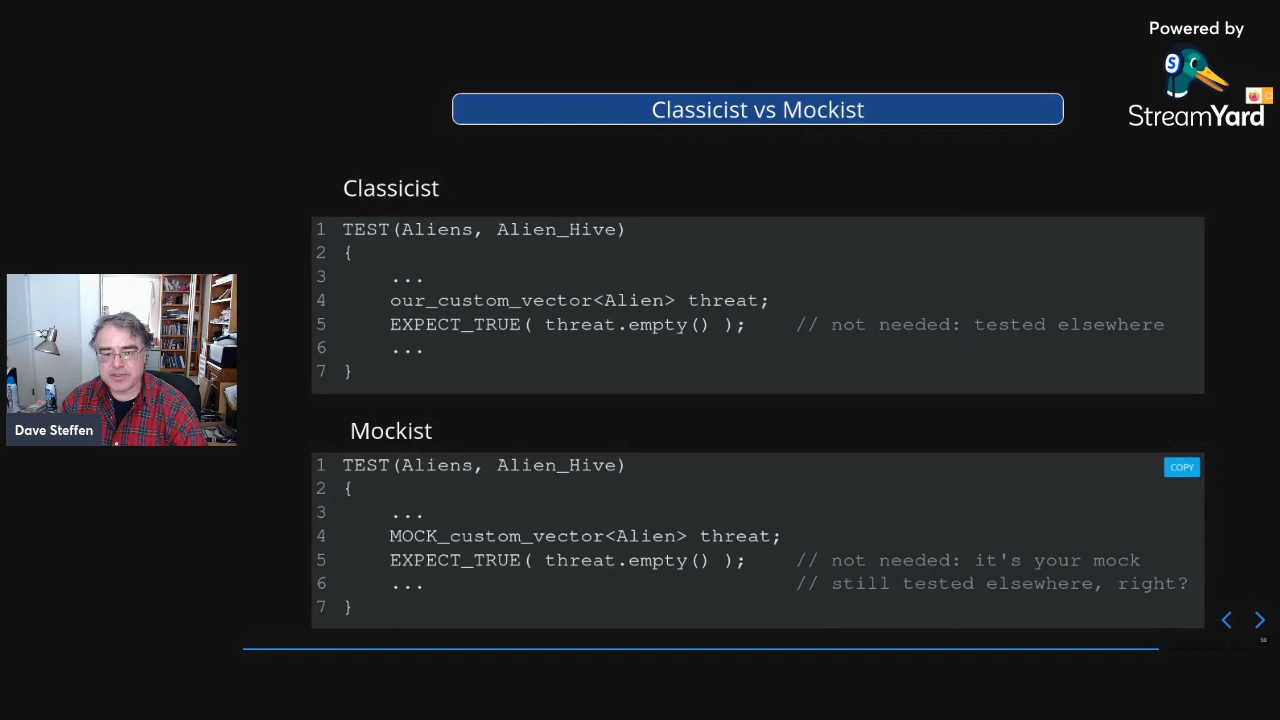 Powered by
StreamYard
Classicist vs Mockist
Classicist
1 TEST(Aliens, Alien_Hive)
2 {
3     ...
4     our_custom_vector<Alien> threat;
5     EXPECT_TRUE( threat.empty() );    // not needed: tested elsewhere
6     ...
7 }
Dave Steffen
Mockist
COPY
1 TEST(Aliens, Alien_Hive)
2 {
3     ...
4     MOCK_custom_vector<Alien> threat;
5     EXPECT_TRUE( threat.empty() );    // not needed: it's your mock
6     ...                               // still tested elsewhere, right?
7 }